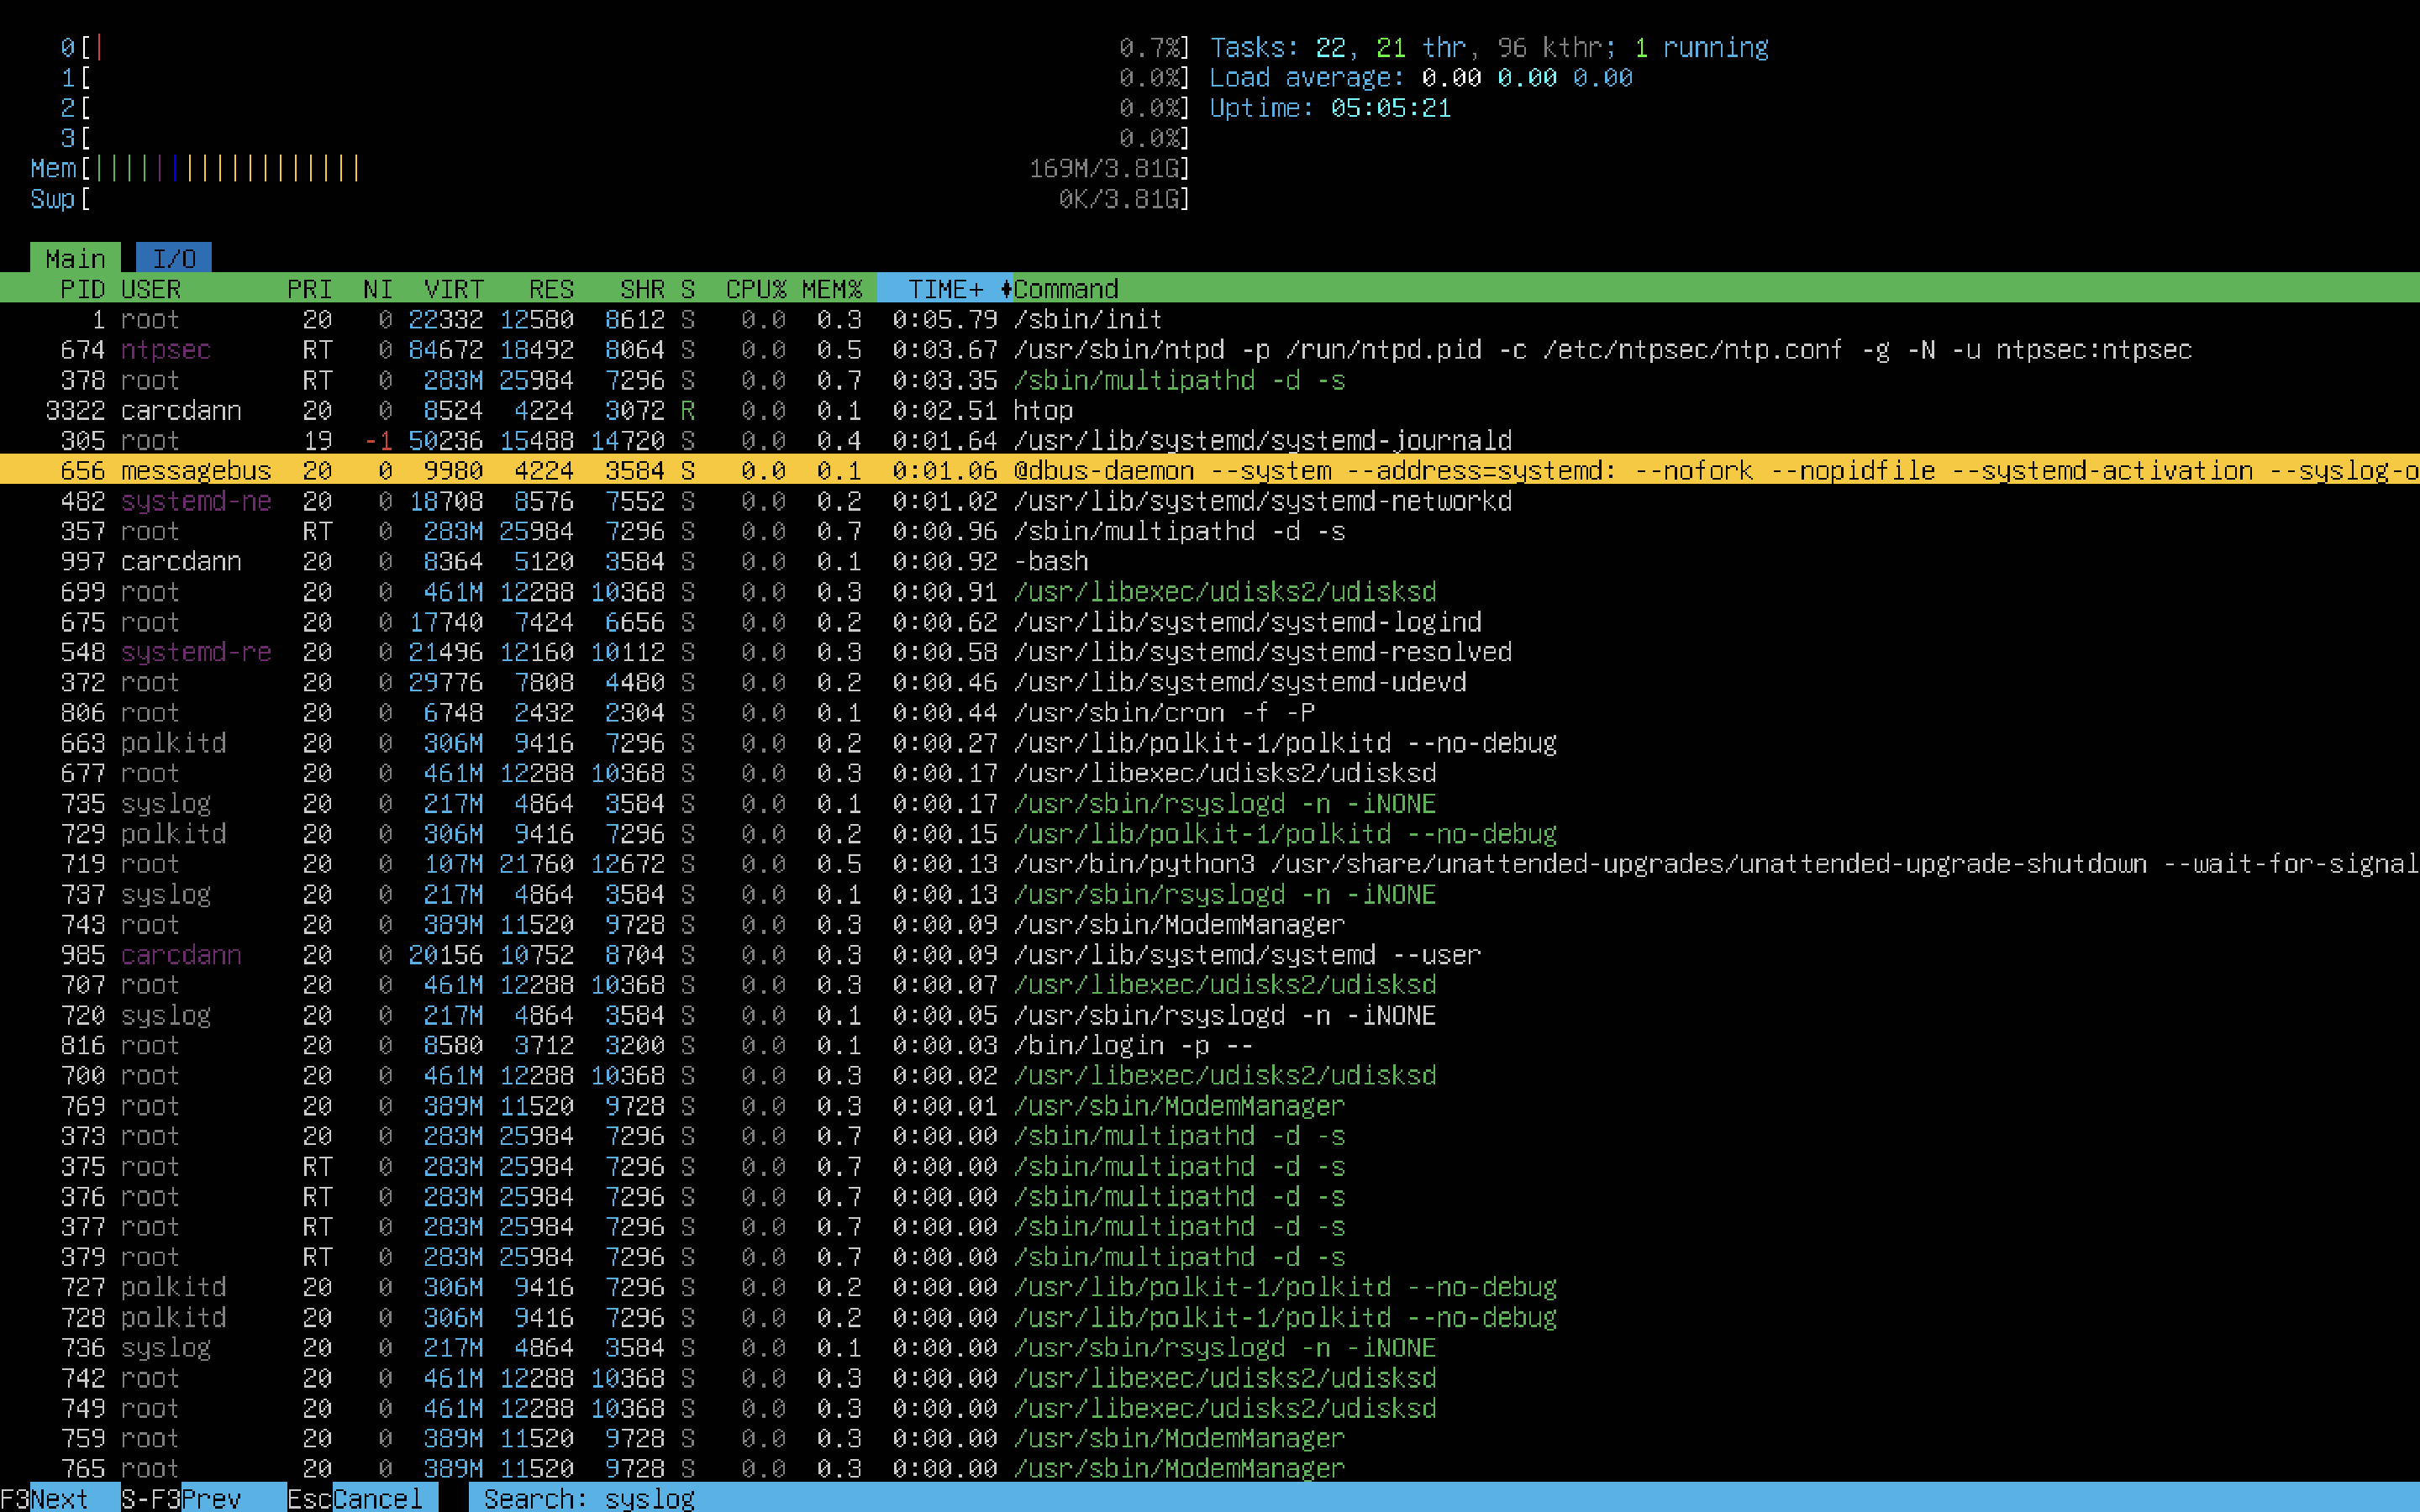 0[| 0.7%] Tasks: 22, 21 thr, 96 kthr; 1 running
1[ 0.0%] Load average: 0.00 0.00 0.00
2[ 0.0%] Uptime: 05:05:21
3[ 0.0%]
Mem[|||||||||||||||||| 169M/3.81G]
Swp[ 0K/3.81G]
Main I/O
PID USER PRI NI VIRT RES SHR S CPU% MEM% TIME+ Command
1 root 20 0 22332 12580 8612 S 0.0 0.3 0:05.79 /sbin/init
674 ntpsec RT 0 84672 18492 8064 S 0.0 0.5 0:03.67 /usr/sbin/ntpd -p /run/ntpd.pid -c /etc/ntpsec/ntp.conf -g -N -u ntpsec:ntpsec
378 root RT 0 283M 25984 7296 S 0.0 0.7 0:03.35 /sbin/multipathd -d -s
3322 carcdann 20 0 8524 4224 3072 R 0.0 0.1 0:02.51 htop
305 root 19 -1 50236 15488 14720 S 0.0 0.4 0:01.64 /usr/lib/systemd/systemd-journald
656 messagebus 20 0 9980 4224 3584 S 0.0 0.1 0:01.06 @dbus-daemon --system --address=systemd: --nofork --nopidfile --systemd-activation --syslog-o
482 systemd-ne 20 0 18708 8576 7552 S 0.0 0.2 0:01.02 /usr/lib/systemd/systemd-networkd
357 root RT 0 283M 25984 7296 S 0.0 0.7 0:00.96 /sbin/multipathd -d -s
997 carcdann 20 0 8364 5120 3584 S 0.0 0.1 0:00.92 -bash
699 root 20 0 461M 12288 10368 S 0.0 0.3 0:00.91 /usr/libexec/udisks2/udisksd
675 root 20 0 17740 7424 6656 S 0.0 0.2 0:00.62 /usr/lib/systemd/systemd-logind
548 systemd-re 20 0 21496 12160 10112 S 0.0 0.3 0:00.58 /usr/lib/systemd/systemd-resolved
372 root 20 0 29776 7808 4480 S 0.0 0.2 0:00.46 /usr/lib/systemd/systemd-udevd
806 root 20 0 6748 2432 2304 S 0.0 0.1 0:00.44 /usr/sbin/cron -f -P
663 polkitd 20 0 306M 9416 7296 S 0.0 0.2 0:00.27 /usr/lib/polkit-1/polkitd --no-debug
677 root 20 0 461M 12288 10368 S 0.0 0.3 0:00.17 /usr/libexec/udisks2/udisksd
735 syslog 20 0 217M 4864 3584 S 0.0 0.1 0:00.17 /usr/sbin/rsyslogd -n -iNONE
729 polkitd 20 0 306M 9416 7296 S 0.0 0.2 0:00.15 /usr/lib/polkit-1/polkitd --no-debug
719 root 20 0 107M 21760 12672 S 0.0 0.5 0:00.13 /usr/bin/python3 /usr/share/unattended-upgrades/unattended-upgrade-shutdown --wait-for-signal
737 syslog 20 0 217M 4864 3584 S 0.0 0.1 0:00.13 /usr/sbin/rsyslogd -n -iNONE
743 root 20 0 389M 11520 9728 S 0.0 0.3 0:00.09 /usr/sbin/ModemManager
985 carcdann 20 0 20156 10752 8704 S 0.0 0.3 0:00.09 /usr/lib/systemd/systemd --user
707 root 20 0 461M 12288 10368 S 0.0 0.3 0:00.07 /usr/libexec/udisks2/udisksd
720 syslog 20 0 217M 4864 3584 S 0.0 0.1 0:00.05 /usr/sbin/rsyslogd -n -iNONE
816 root 20 0 8580 3712 3200 S 0.0 0.1 0:00.03 /bin/login -p --
700 root 20 0 461M 12288 10368 S 0.0 0.3 0:00.02 /usr/libexec/udisks2/udisksd
769 root 20 0 389M 11520 9728 S 0.0 0.3 0:00.01 /usr/sbin/ModemManager
373 root 20 0 283M 25984 7296 S 0.0 0.7 0:00.00 /sbin/multipathd -d -s
375 root RT 0 283M 25984 7296 S 0.0 0.7 0:00.00 /sbin/multipathd -d -s
376 root RT 0 283M 25984 7296 S 0.0 0.7 0:00.00 /sbin/multipathd -d -s
377 root RT 0 283M 25984 7296 S 0.0 0.7 0:00.00 /sbin/multipathd -d -s
379 root RT 0 283M 25984 7296 S 0.0 0.7 0:00.00 /sbin/multipathd -d -s
727 polkitd 20 0 306M 9416 7296 S 0.0 0.2 0:00.00 /usr/lib/polkit-1/polkitd --no-debug
728 polkitd 20 0 306M 9416 7296 S 0.0 0.2 0:00.00 /usr/lib/polkit-1/polkitd --no-debug
736 syslog 20 0 217M 4864 3584 S 0.0 0.1 0:00.00 /usr/sbin/rsyslogd -n -iNONE
742 root 20 0 461M 12288 10368 S 0.0 0.3 0:00.00 /usr/libexec/udisks2/udisksd
749 root 20 0 461M 12288 10368 S 0.0 0.3 0:00.00 /usr/libexec/udisks2/udisksd
759 root 20 0 389M 11520 9728 S 0.0 0.3 0:00.00 /usr/sbin/ModemManager
765 root 20 0 389M 11520 9728 S 0.0 0.3 0:00.00 /usr/sbin/ModemManager
F3Next S-F3Prev EscCancel Search: syslog